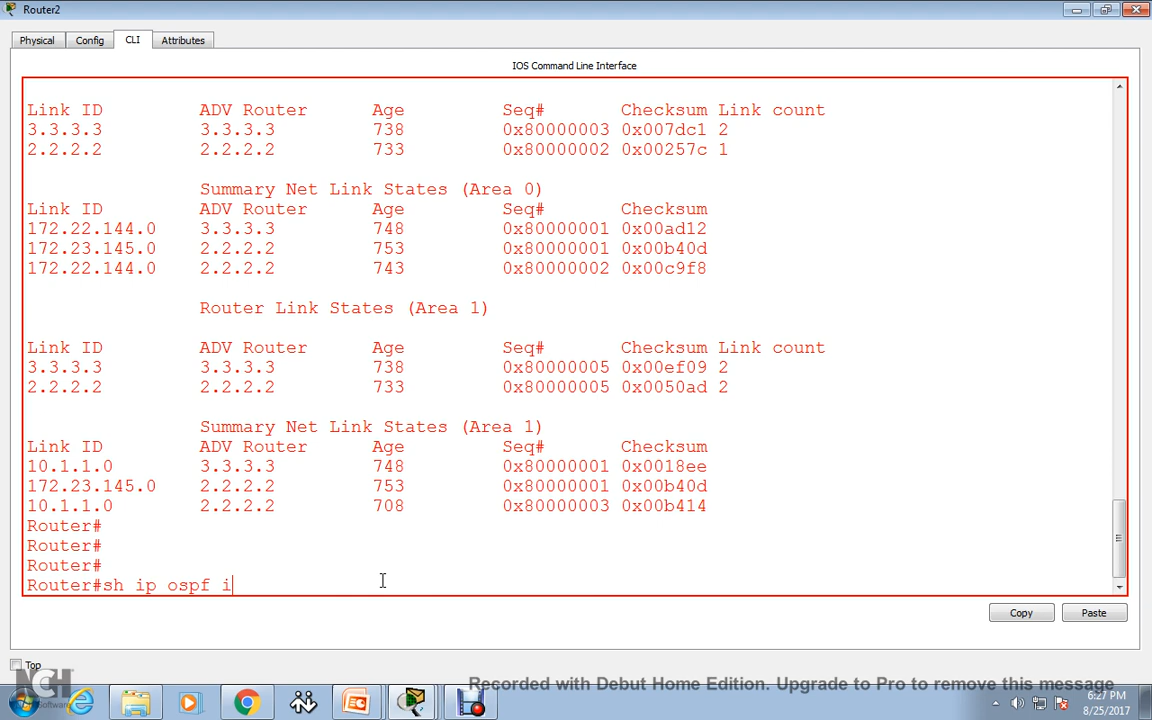 Router2
Physical Config CLI Attributes
IOS Command Line Interface
Link ID ADV Router Age Seq# Checksum Link count
3.3.3.3 3.3.3.3 738 0x80000003 0x007dc1 2
2.2.2.2 2.2.2.2 733 0x80000002 0x00257c 1
Summary Net Link States (Area 0)
Link ID ADV Router Age Seq# Checksum
172.22.144.0 3.3.3.3 748 0x80000001 0x00ad12
172.23.145.0 2.2.2.2 753 0x80000001 0x00b40d
172.22.144.0 2.2.2.2 743 0x80000002 0x00c9f8
Router Link States (Area 1)
Link ID ADV Router Age Seq# Checksum Link count
3.3.3.3 3.3.3.3 738 0x80000005 0x00ef09 2
2.2.2.2 2.2.2.2 733 0x80000005 0x0050ad 2
Summary Net Link States (Area 1)
Link ID ADV Router Age Seq# Checksum
10.1.1.0 3.3.3.3 748 0x80000001 0x0018ee
172.23.145.0 2.2.2.2 753 0x80000001 0x00b40d
10.1.1.0 2.2.2.2 708 0x80000003 0x00b414
Router#
Router#
Router#
Router#sh ip ospf i
Copy Paste
Top
NCH Software
Recorded with Debut Home Edition. Upgrade to Pro to remove this message
6:27 PM
8/25/2017